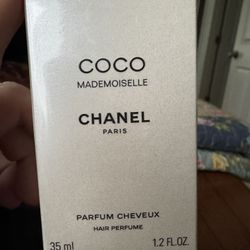 COCO
MADEMOISELLE
CHANEL
PARIS
PARFUM CHEVEUX
HAIR PERFUME
35 ml 1.2 FL.OZ.